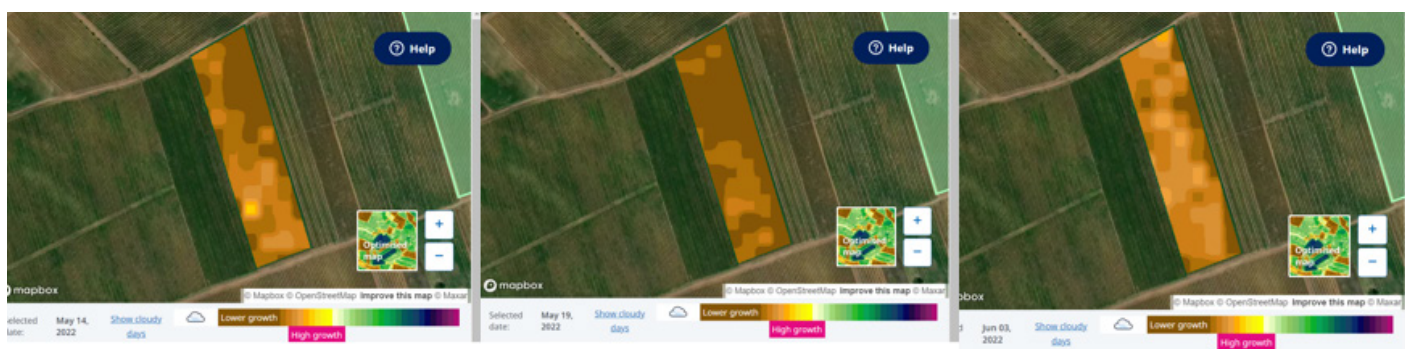 Help
Optimised
map
+
−
mapbox
© Mapbox © OpenStreetMap Improve this map © Maxar
selected
date:
May 14,
2022
Show cloudy
days
Lower growth
High growth
Help
Optimised
map
+
−
mapbox
© Mapbox © OpenStreetMap Improve this map © Maxar
Selected
date:
May 19,
2022
Show cloudy
days
Lower growth
High growth
Help
Optimised
map
+
−
box
© Mapbox © OpenStreetMap Improve this map © Maxar
Jun 03,
2022
Show cloudy
days
Lower growth
High growth